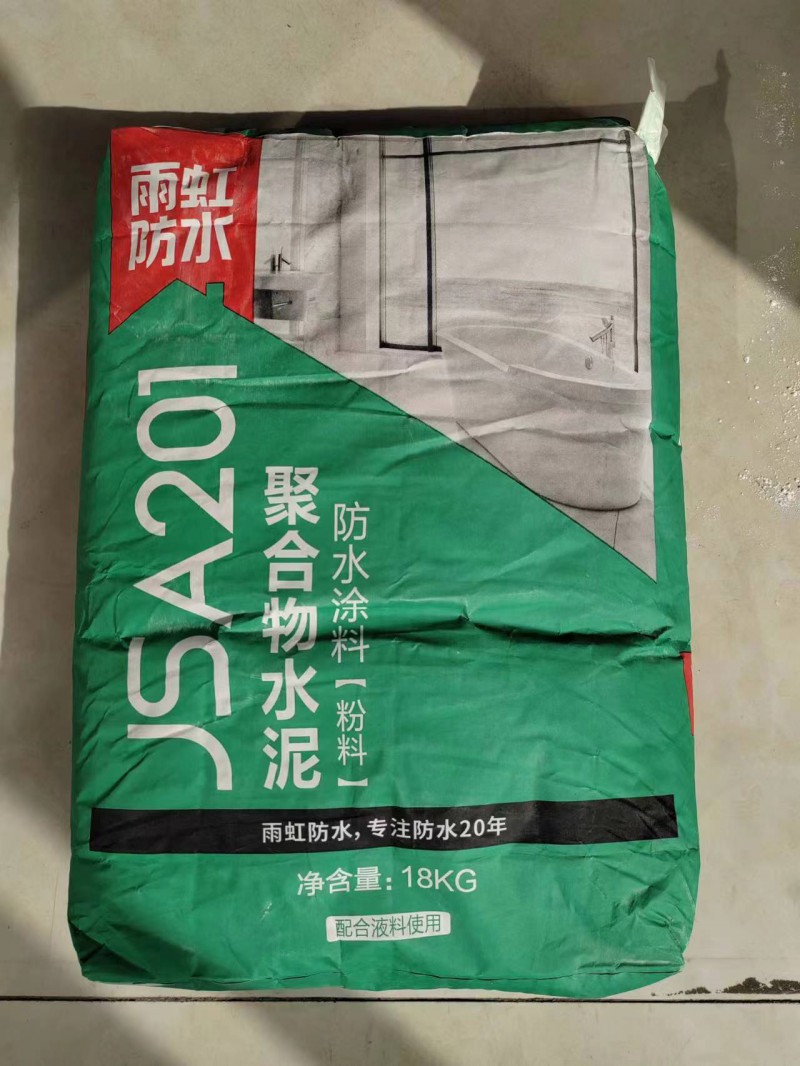 雨虹
防水
JSA201
聚合物水泥
防水涂料【粉料】
雨虹防水，专注防水20年
净含量：18KG
配合液料使用